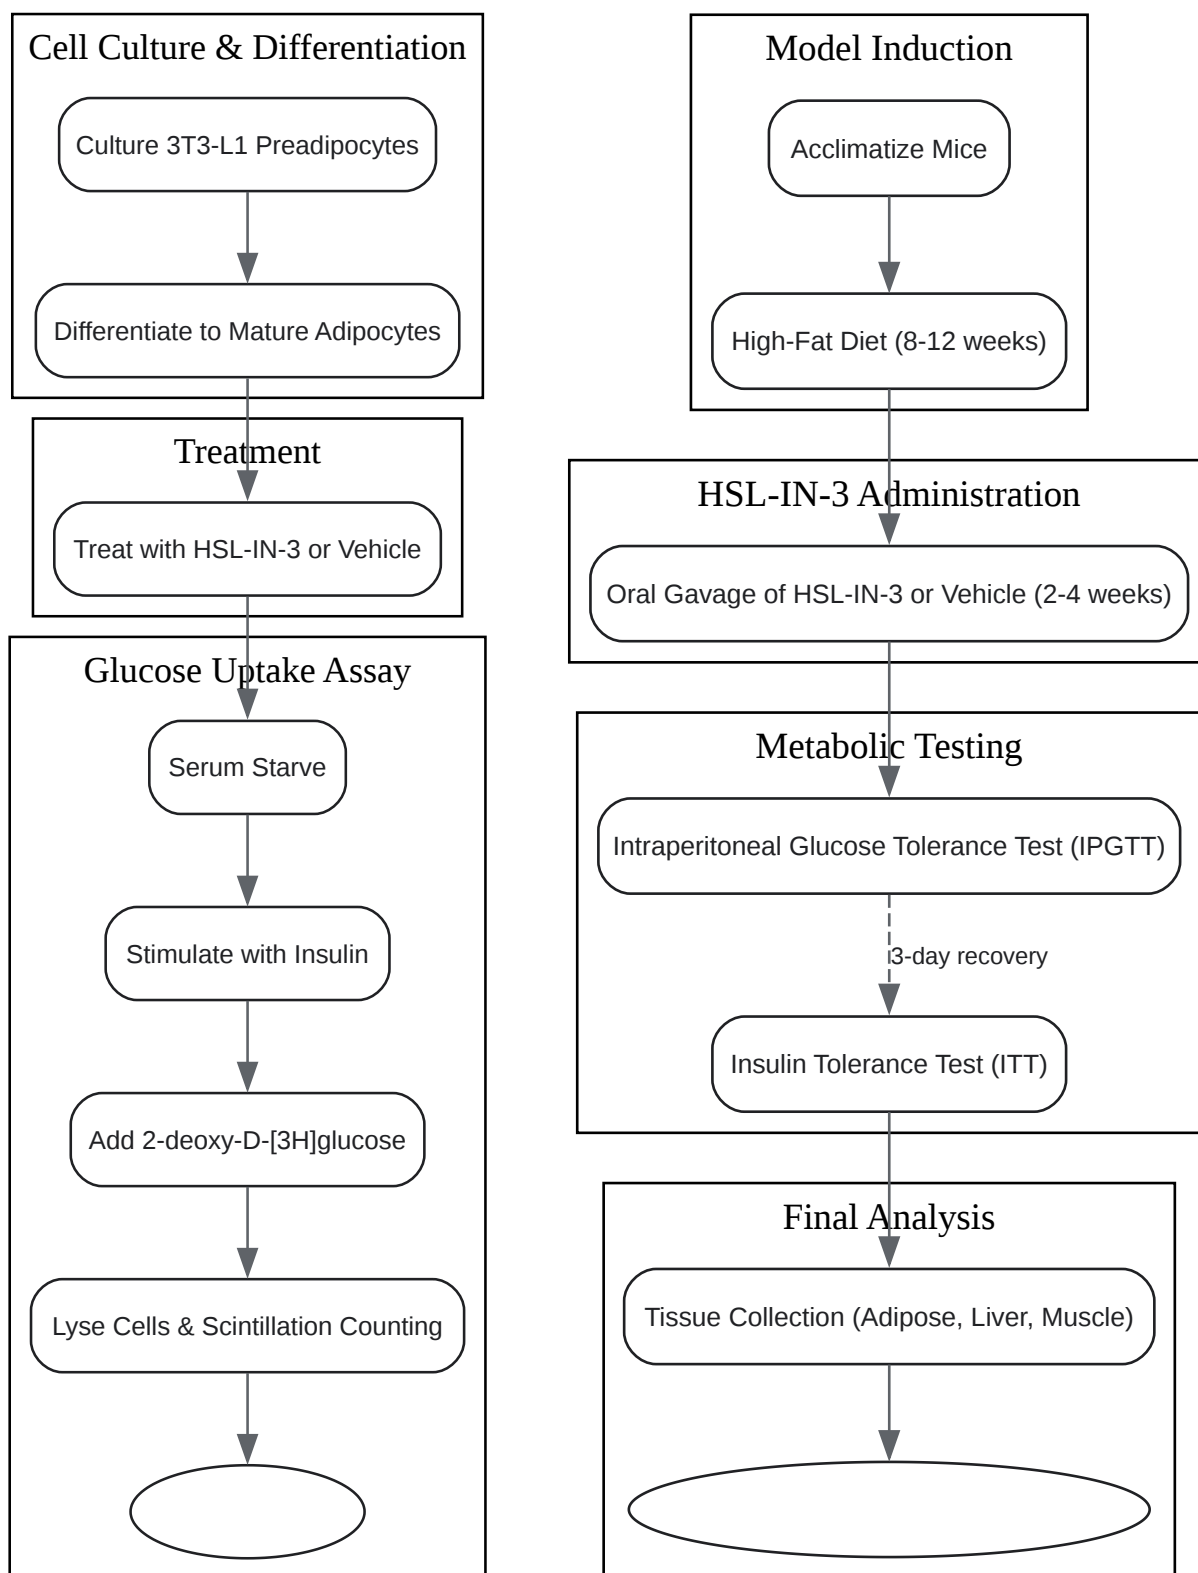 Cell Culture & Differentiation
Culture 3T3-L1 Preadipocytes
Differentiate to Mature Adipocytes
Treatment
Treat with HSL-IN-3 or Vehicle
Glucose Uptake Assay
Serum Starve
Stimulate with Insulin
Add 2-deoxy-D-[3H]glucose
Lyse Cells & Scintillation Counting
Model Induction
Acclimatize Mice
High-Fat Diet (8-12 weeks)
HSL-IN-3 Administration
Oral Gavage of HSL-IN-3 or Vehicle (2-4 weeks)
Metabolic Testing
Intraperitoneal Glucose Tolerance Test (IPGTT)
3-day recovery
Insulin Tolerance Test (ITT)
Final Analysis
Tissue Collection (Adipose, Liver, Muscle)